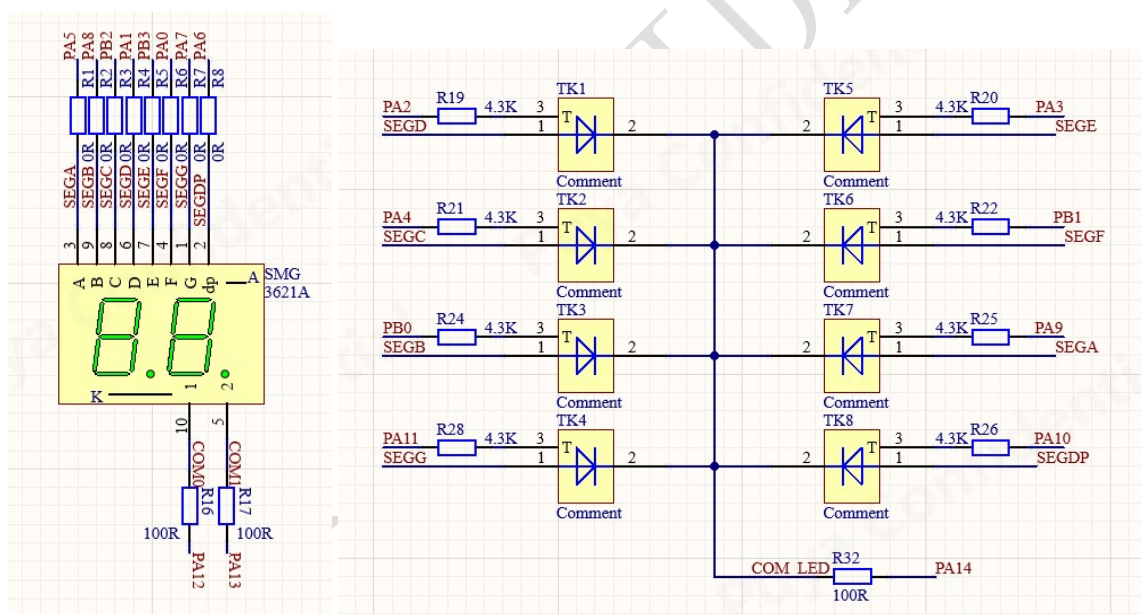 PA5 PA8 PB2 PA1 PB3 PA0 PA7 PA6
R1 R2 R3 R4 R5 R6 R7 R8
0R 0R 0R 0R 0R 0R 0R
SEGA SEGB SEGC SEGD SEGE SEGF SEGG SEGDP
3 9 8 6 7 4 1 2
A B C D E F G dp A
SMG
3621A
8.8.
K 1 2
10 5
COM0 COM1
R16 R17
100R 100R
PA12 PA13
TK1
PA2 R19 4.3K 3 T
SEGD 1 2
Comment
TK5
T 3 4.3K R20 PA3
2 1 SEGE
Comment
TK2
PA4 R21 4.3K 3 T
SEGC 1 2
Comment
TK6
T 3 4.3K R22 PB1
2 1 SEGF
Comment
TK3
PB0 R24 4.3K 3 T
SEGB 1 2
Comment
TK7
T 3 4.3K R25 PA9
2 1 SEGA
Comment
TK4
PA11 R28 4.3K 3 T
SEGG 1 2
Comment
TK8
T 3 4.3K R26 PA10
2 1 SEGDP
Comment
COM LED R32 PA14
100R